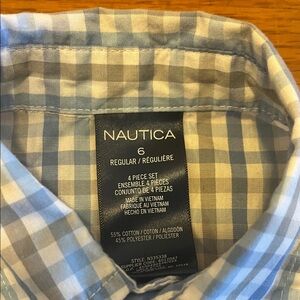 NAUTICA
6
REGULAR / RÉGULIÈRE
4 PIECE SET
ENSEMBLE 4 PIÈCES
CONJUNTO DE 4 PIEZAS
MADE IN VIETNAM
FABRIQUÉ AU VIETNAM
HECHO EN VIETNAM
55% COTTON / COTON / ALGODÓN
45% POLYESTER / POLIÉSTER